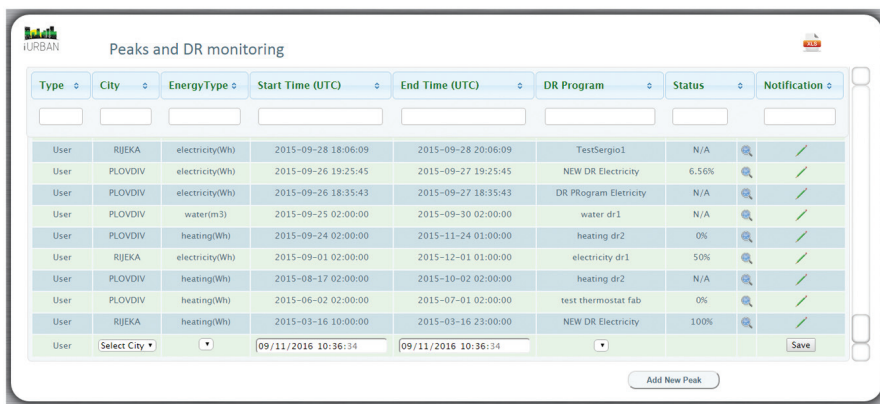 iURBAN
Peaks and DR monitoring
XLS
Type City EnergyType Start Time (UTC) End Time (UTC) DR Program Status Notification
User RIJEKA electricity(Wh) 2015-09-28 18:06:09 2015-09-28 20:06:09 TestSergio1 N/A
User PLOVDIV electricity(Wh) 2015-09-26 19:25:45 2015-09-27 19:25:45 NEW DR Electricity 6.56%
User PLOVDIV electricity(Wh) 2015-09-26 18:35:43 2015-09-27 18:35:43 DR PRogram Eletricity N/A
User PLOVDIV water(m3) 2015-09-25 02:00:00 2015-09-30 02:00:00 water dr1 N/A
User PLOVDIV heating(Wh) 2015-09-24 02:00:00 2015-11-24 01:00:00 heating dr2 0%
User RIJEKA electricity(Wh) 2015-09-01 02:00:00 2015-12-01 01:00:00 electricity dr1 50%
User PLOVDIV heating(Wh) 2015-08-17 02:00:00 2015-10-02 02:00:00 heating dr2 N/A
User PLOVDIV heating(Wh) 2015-06-02 02:00:00 2015-07-01 02:00:00 test thermostat fab 0%
User RIJEKA heating(Wh) 2015-03-16 10:00:00 2015-03-16 23:00:00 NEW DR Electricity 100%
User Select City 09/11/2016 10:36:34 09/11/2016 10:36:34 Save
Add New Peak